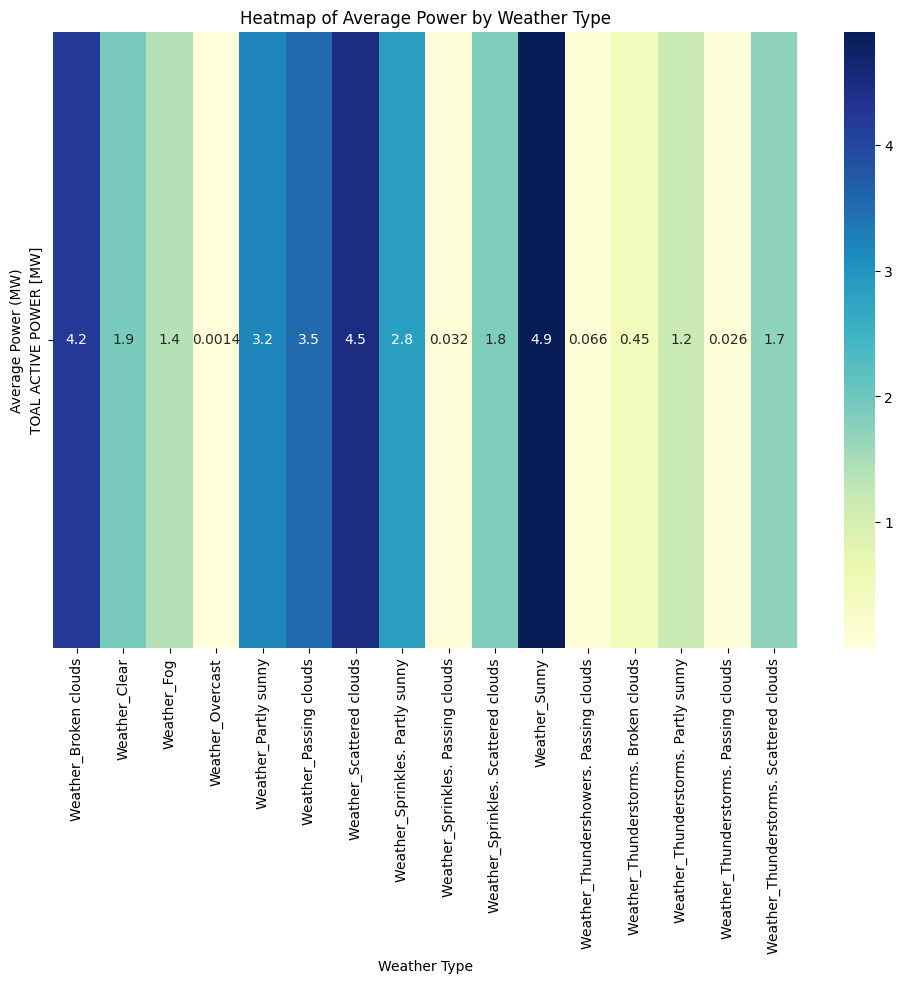 Heatmap of Average Power by Weather Type
Average Power (MW)
TOAL ACTIVE POWER [MW]
4.2
1.9
1.4
0.0014
3.2
3.5
4.5
2.8
0.032
1.8
4.9
0.066
0.45
1.2
0.026
1.7
4
3
2
1
Weather_Broken clouds
Weather_Clear
Weather_Fog
Weather_Overcast
Weather_Partly sunny
Weather_Passing clouds
Weather_Scattered clouds
Weather_Sprinkles. Partly sunny
Weather_Sprinkles. Passing clouds
Weather_Sprinkles. Scattered clouds
Weather_Sunny
Weather_Thundershowers. Passing clouds
Weather_Thunderstorms. Broken clouds
Weather_Thunderstorms. Partly sunny
Weather_Thunderstorms. Passing clouds
Weather_Thunderstorms. Scattered clouds
Weather Type